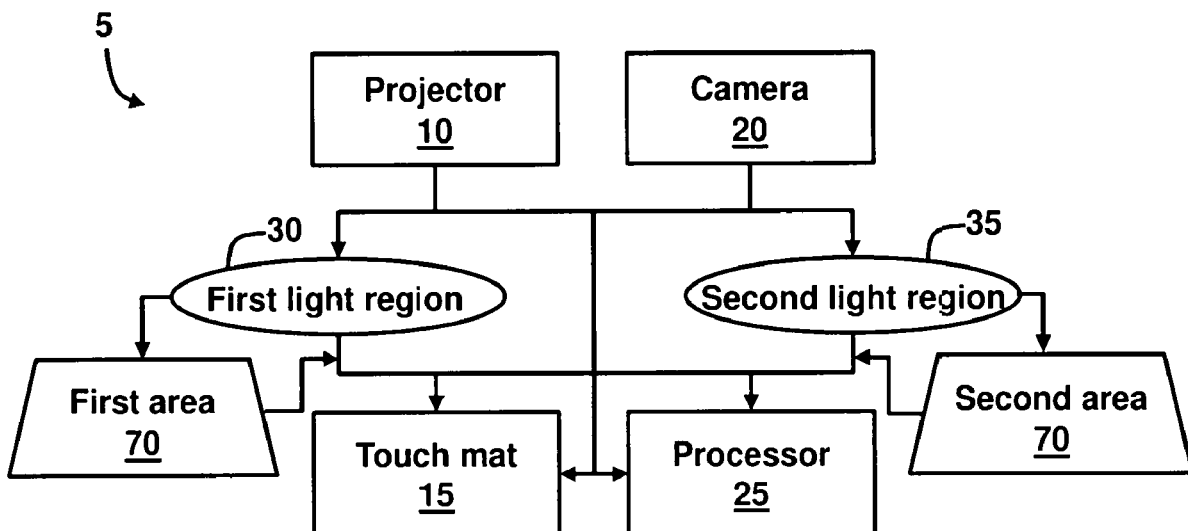 5
Projector
10
Camera
20
30
35
First light region
Second light region
First area
70
Second area
70
Touch mat
15
Processor
25